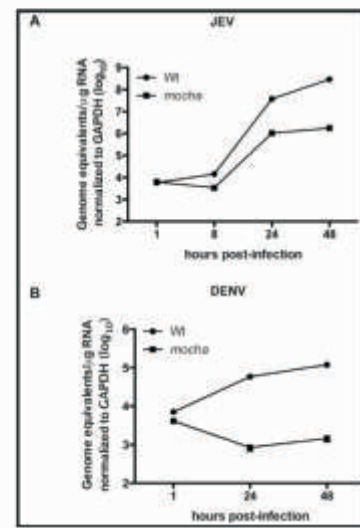 A
JEV
Genome equivalents/µg RNA
normalized to GAPDH (log10)
9
8
7
6
5
4
3
2
Wt
mocha
1
8
24
48
hours post-infection
B
DENV
Genome equivalents/µg RNA
normalized to GAPDH (log10)
6
5
4
3
2
Wt
mocha
1
24
48
hours post-infection